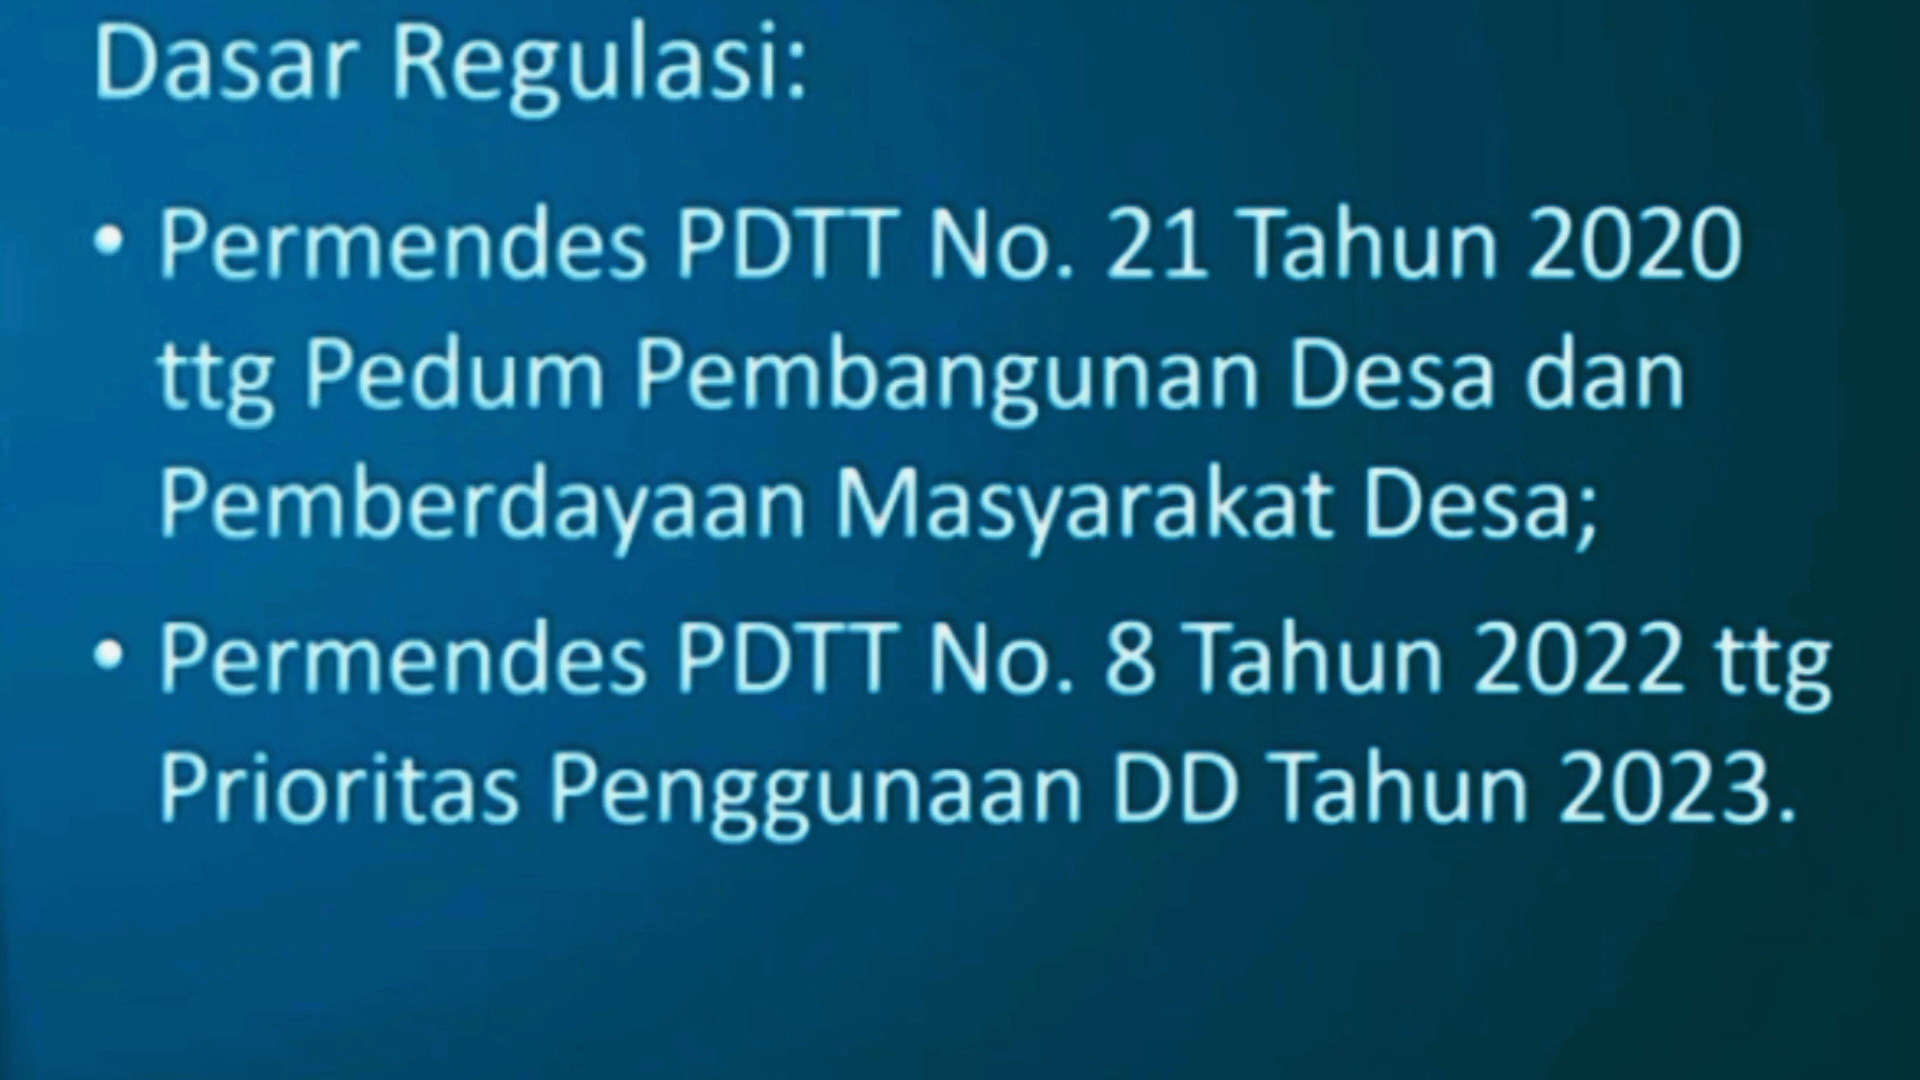 Dasar Regulasi:
• Permendes PDTT No. 21 Tahun 2020
ttg Pedum Pembangunan Desa dan
Pemberdayaan Masyarakat Desa;
• Permendes PDTT No. 8 Tahun 2022 ttg
Prioritas Penggunaan DD Tahun 2023.